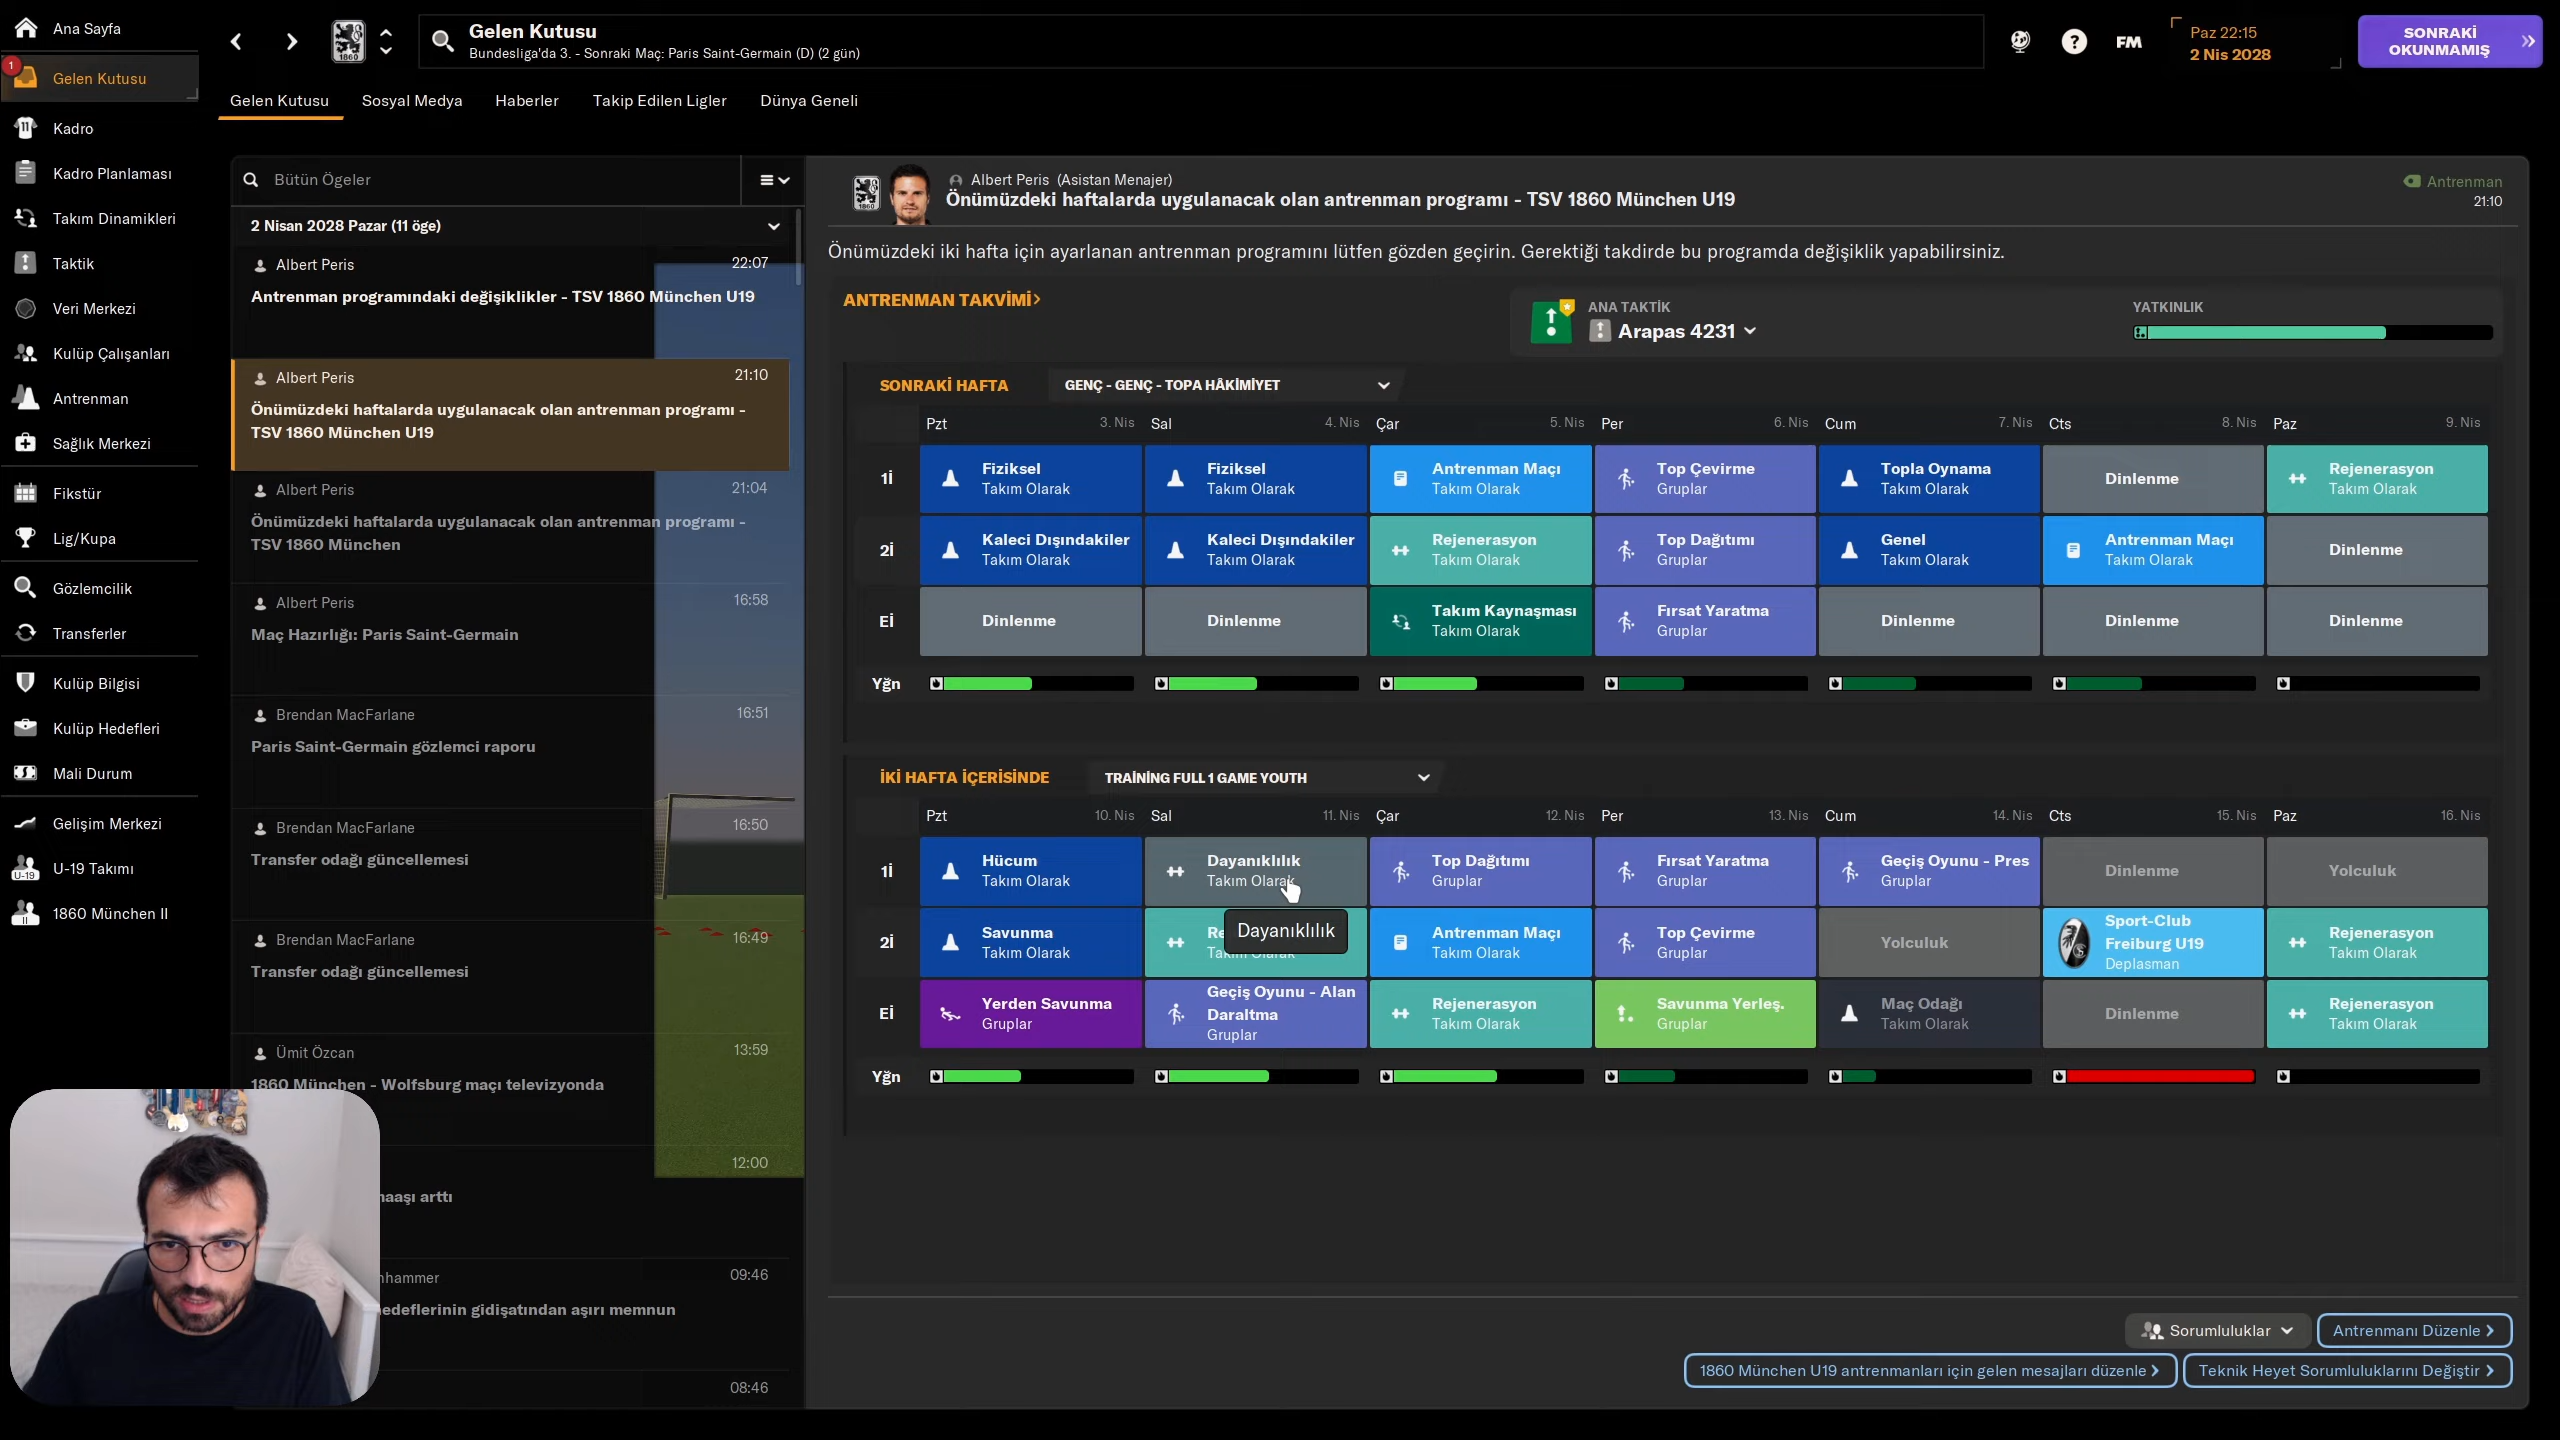 Ana Sayfa
1
Gelen Kutusu
Kadro
Kadro Planlaması
Takım Dinamikleri
Taktik
Veri Merkezi
Kulüp Çalışanları
Antrenman
Sağlık Merkezi
Fikstür
Lig/Kupa
Gözlemcilik
Transferler
Kulüp Bilgisi
Kulüp Hedefleri
Mali Durum
Gelişim Merkezi
U-19 Takımı
1860 München II
Gelen Kutusu
Bundesliga'da 3. - Sonraki Maç: Paris Saint-Germain (D) (2 gün)
FM
Paz 22:15
2 Nis 2028
SONRAKİ
OKUNMAMIŞ
Gelen Kutusu Sosyal Medya Haberler Takip Edilen Ligler Dünya Geneli
Bütün Ögeler
2 Nisan 2028 Pazar (11 öge)
Albert Peris 22:07
Antrenman programındaki değişiklikler - TSV 1860 München U19
Albert Peris 21:10
Önümüzdeki haftalarda uygulanacak olan antrenman programı -
TSV 1860 München U19
Albert Peris 21:04
Önümüzdeki haftalarda uygulanacak olan antrenman programı -
TSV 1860 München
Albert Peris 16:58
Maç Hazırlığı: Paris Saint-Germain
Brendan MacFarlane 16:51
Paris Saint-Germain gözlemci raporu
Brendan MacFarlane 16:50
Transfer odağı güncellemesi
Brendan MacFarlane 16:49
Transfer odağı güncellemesi
Ümit Özcan 13:59
1860 München - Wolfsburg maçı televizyonda
12:00
maaşı arttı
nhammer 09:46
edeflerinin gidişatından aşırı memnun
08:46
Albert Peris (Asistan Menajer)
Önümüzdeki haftalarda uygulanacak olan antrenman programı - TSV 1860 München U19
Antrenman
21:10
Önümüzdeki iki hafta için ayarlanan antrenman programını lütfen gözden geçirin. Gerektiği takdirde bu programda değişiklik yapabilirsiniz.
ANTRENMAN TAKVİMİ
ANA TAKTİK
Arapas 4231
YATKINLIK
SONRAKİ HAFTA GENÇ - GENÇ - TOPA HÂKİMİYET
Pzt 3. Nis Sal 4. Nis Çar 5. Nis Per 6. Nis Cum 7. Nis Cts 8. Nis Paz 9. Nis
1İ Fiziksel Takım Olarak Fiziksel Takım Olarak Antrenman Maçı Takım Olarak Top Çevirme Gruplar Topla Oynama Takım Olarak Dinlenme Rejenerasyon Takım Olarak
2İ Kaleci Dışındakiler Takım Olarak Kaleci Dışındakiler Takım Olarak Rejenerasyon Takım Olarak Top Dağıtımı Gruplar Genel Takım Olarak Antrenman Maçı Takım Olarak Dinlenme
Eİ Dinlenme Dinlenme Takım Kaynaşması Takım Olarak Fırsat Yaratma Gruplar Dinlenme Dinlenme Dinlenme
Yğn
İKİ HAFTA İÇERİSİNDE TRAİNİNG FULL 1 GAME YOUTH
Pzt 10. Nis Sal 11. Nis Çar 12. Nis Per 13. Nis Cum 14. Nis Cts 15. Nis Paz 16. Nis
1İ Hücum Takım Olarak Dayanıklılık Takım Olarak Top Dağıtımı Gruplar Fırsat Yaratma Gruplar Geçiş Oyunu - Pres Gruplar Dinlenme Yolculuk
2İ Savunma Takım Olarak Dayanıklılık Antrenman Maçı Takım Olarak Top Çevirme Gruplar Yolculuk Sport-Club Freiburg U19 Deplasman Rejenerasyon Takım Olarak
Eİ Yerden Savunma Gruplar Geçiş Oyunu - Alan Daraltma Gruplar Rejenerasyon Takım Olarak Savunma Yerleş. Gruplar Maç Odağı Takım Olarak Dinlenme Rejenerasyon Takım Olarak
Yğn
Sorumluluklar
Antrenmanı Düzenle
1860 München U19 antrenmanları için gelen mesajları düzenle
Teknik Heyet Sorumluluklarını Değiştir